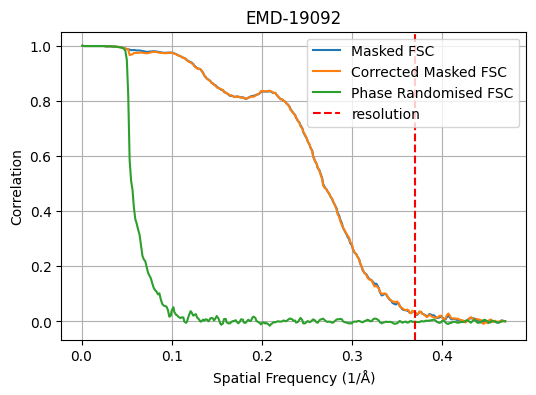 EMD-19092
Masked FSC
Corrected Masked FSC
Phase Randomised FSC
resolution
Correlation
1.0
0.8
0.6
0.4
0.2
0.0
0.0 0.1 0.2 0.3 0.4
Spatial Frequency (1/Å)